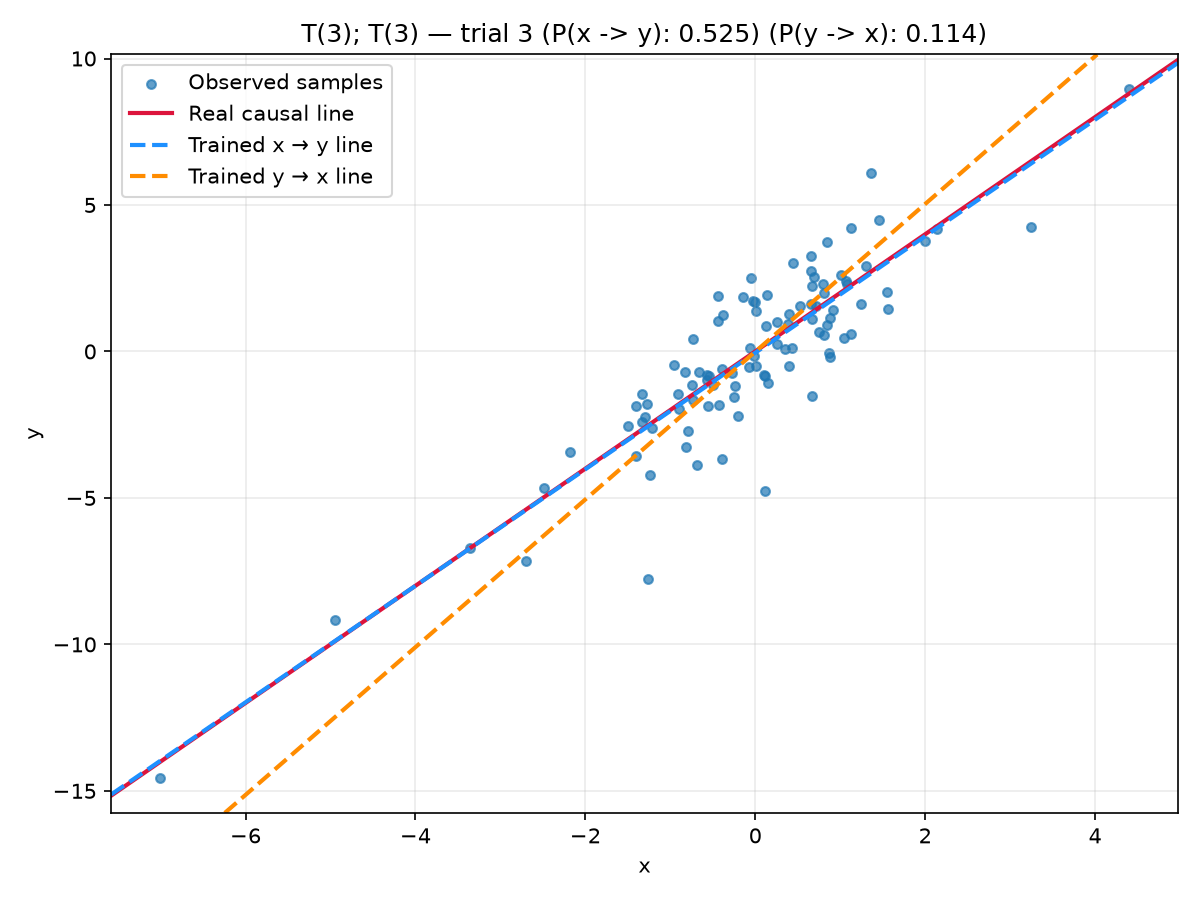 T(3); T(3) — trial 3 (P(x -> y): 0.525) (P(y -> x): 0.114)
Observed samples
Real causal line
Trained x → y line
Trained y → x line
10
5
0
−5
−10
−15
y
−6
−4
−2
0
2
4
x